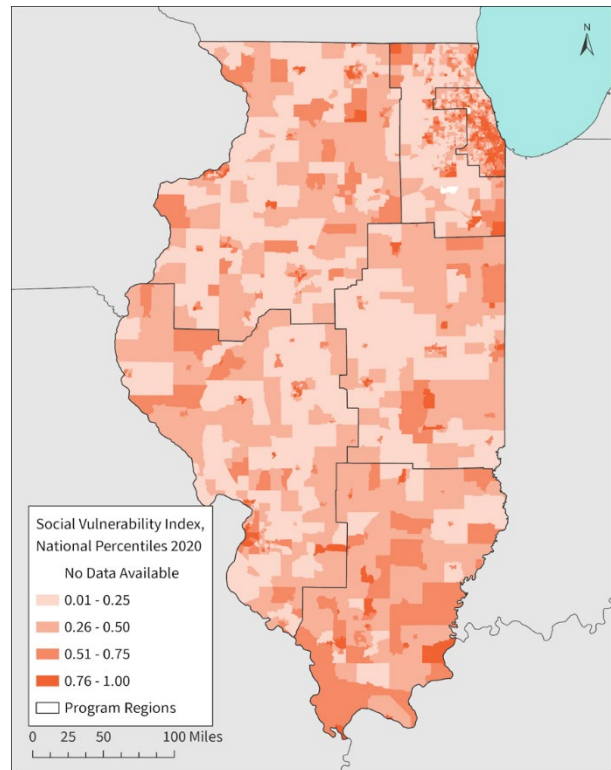 N
Social Vulnerability Index,
National Percentiles 2020
No Data Available
0.01 - 0.25
0.26 - 0.50
0.51 - 0.75
0.76 - 1.00
Program Regions
0 25 50 100 Miles